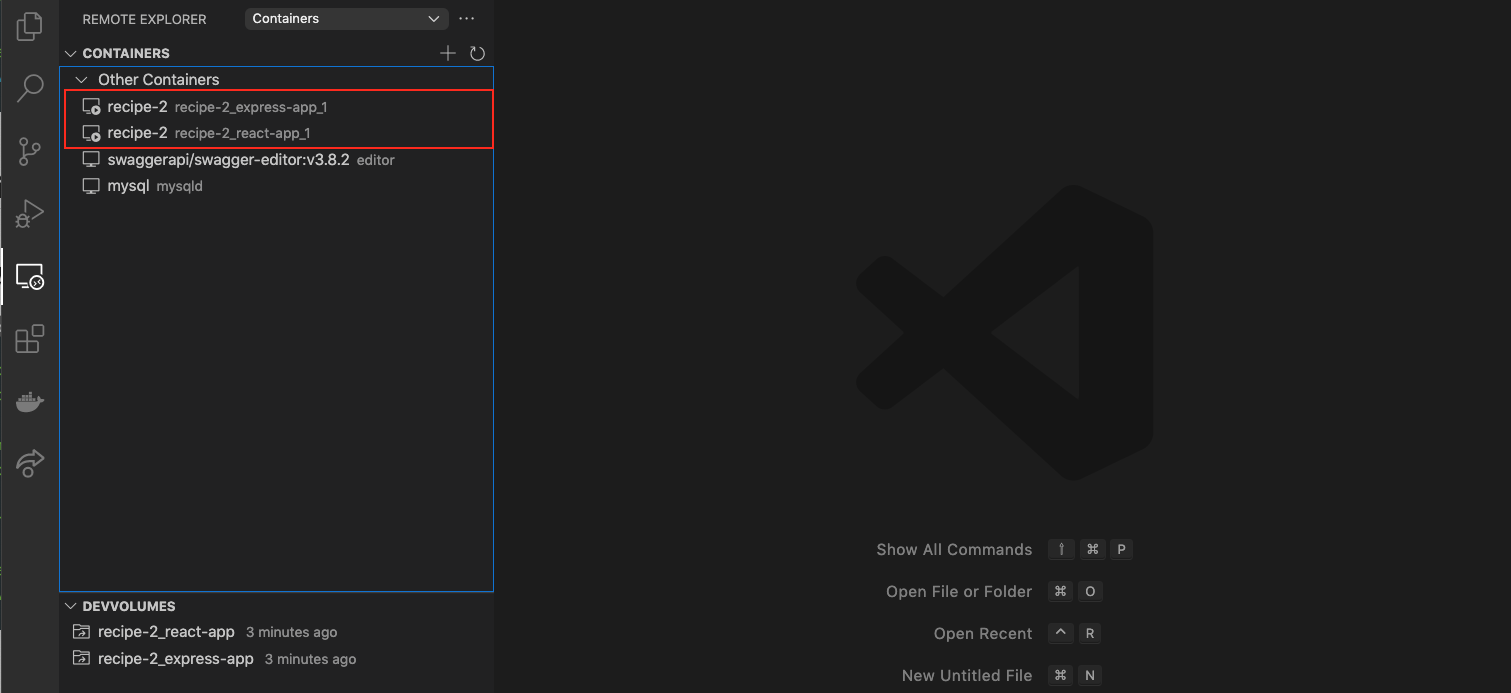 REMOTE EXPLORER Containers ...
CONTAINERS
Other Containers
recipe-2 recipe-2_express-app_1
recipe-2 recipe-2_react-app_1
swaggerapi/swagger-editor:v3.8.2 editor
mysql mysqld
DEVVOLUMES
recipe-2_react-app 3 minutes ago
recipe-2_express-app 3 minutes ago
Show All Commands ⇧ ⌘ P
Open File or Folder ⌘ O
Open Recent ^ R
New Untitled File ⌘ N